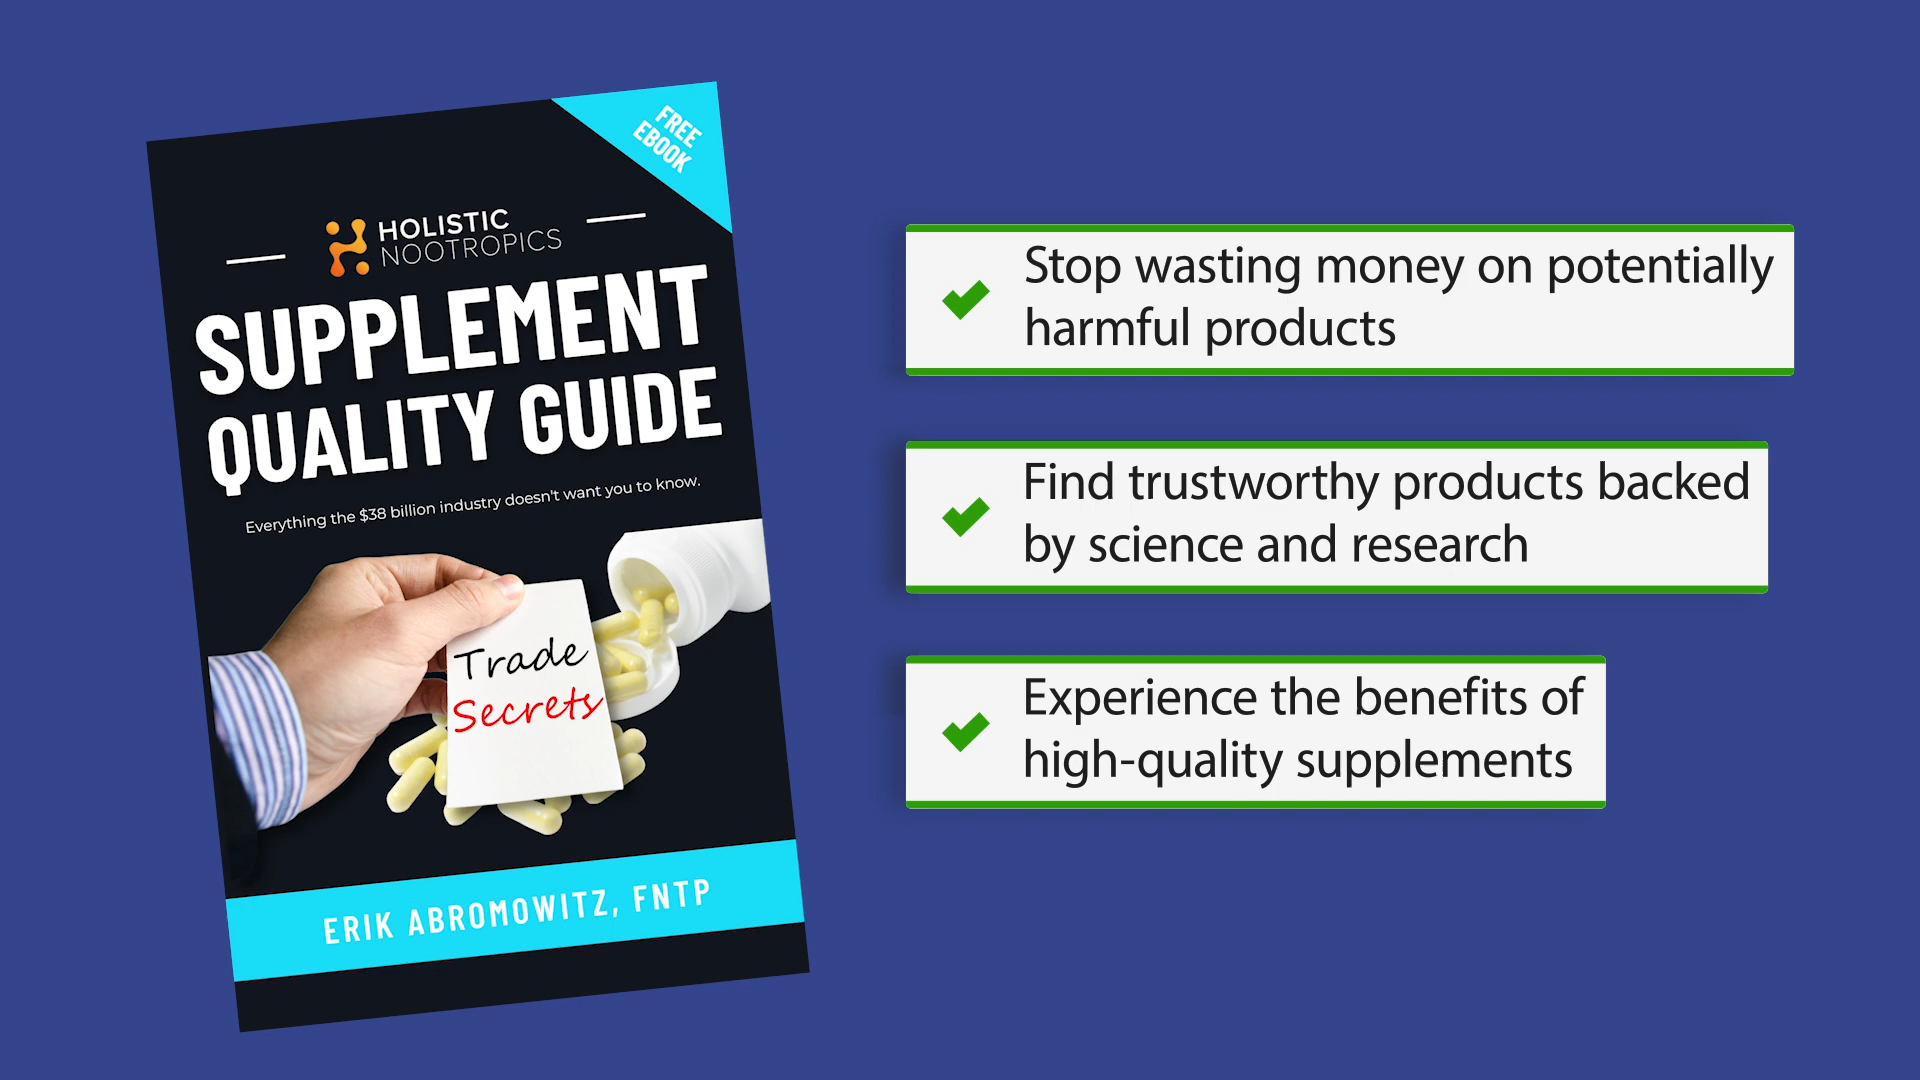 FREE
EBOOK
HOLISTIC
NOOTROPICS
SUPPLEMENT
QUALITY GUIDE
Everything the $38 billion industry doesn't want you to know.
Trade
Secrets
ERIK ABROMOWITZ, FNTP
Stop wasting money on potentially
harmful products
Find trustworthy products backed
by science and research
Experience the benefits of
high-quality supplements